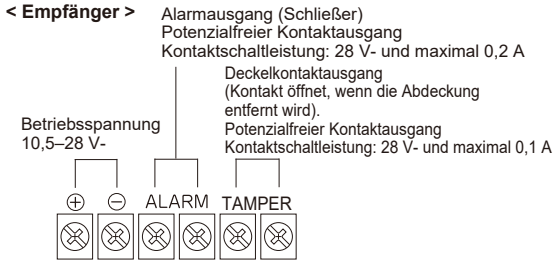 < Empfänger >
Alarmausgang (Schließer)
Potenzialfreier Kontaktausgang
Kontaktschaltleistung: 28 V- und maximal 0,2 A
Deckelkontaktausgang
(Kontakt öffnet, wenn die Abdeckung
entfernt wird).
Potenzialfreier Kontaktausgang
Kontaktschaltleistung: 28 V- und maximal 0,1 A
Betriebsspannung
10,5–28 V-
⊕ ⊖ ALARM TAMPER